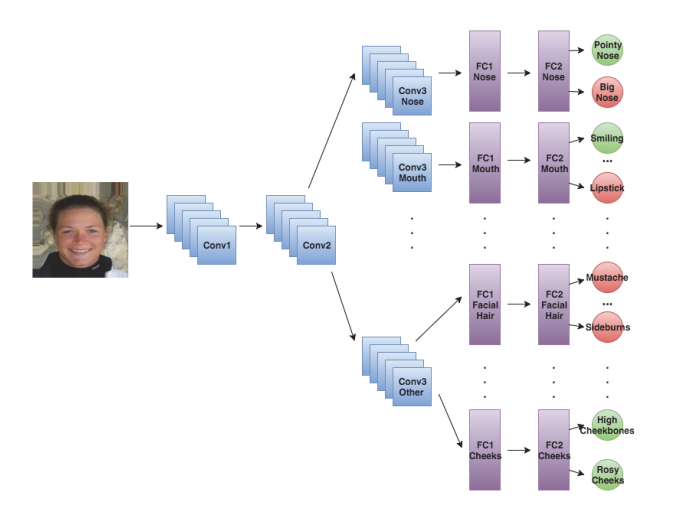 Conv1
Conv2
Conv3
Nose
FC1
Nose
FC2
Nose
Pointy
Nose
Big
Nose
Conv3
Mouth
FC1
Mouth
FC2
Mouth
Smiling
...
Lipstick
FC1
Facial
Hair
FC2
Facial
Hair
Mustache
...
Sideburns
Conv3
Other
FC1
Cheeks
FC2
Cheeks
High
Cheekbones
Rosy
Cheeks